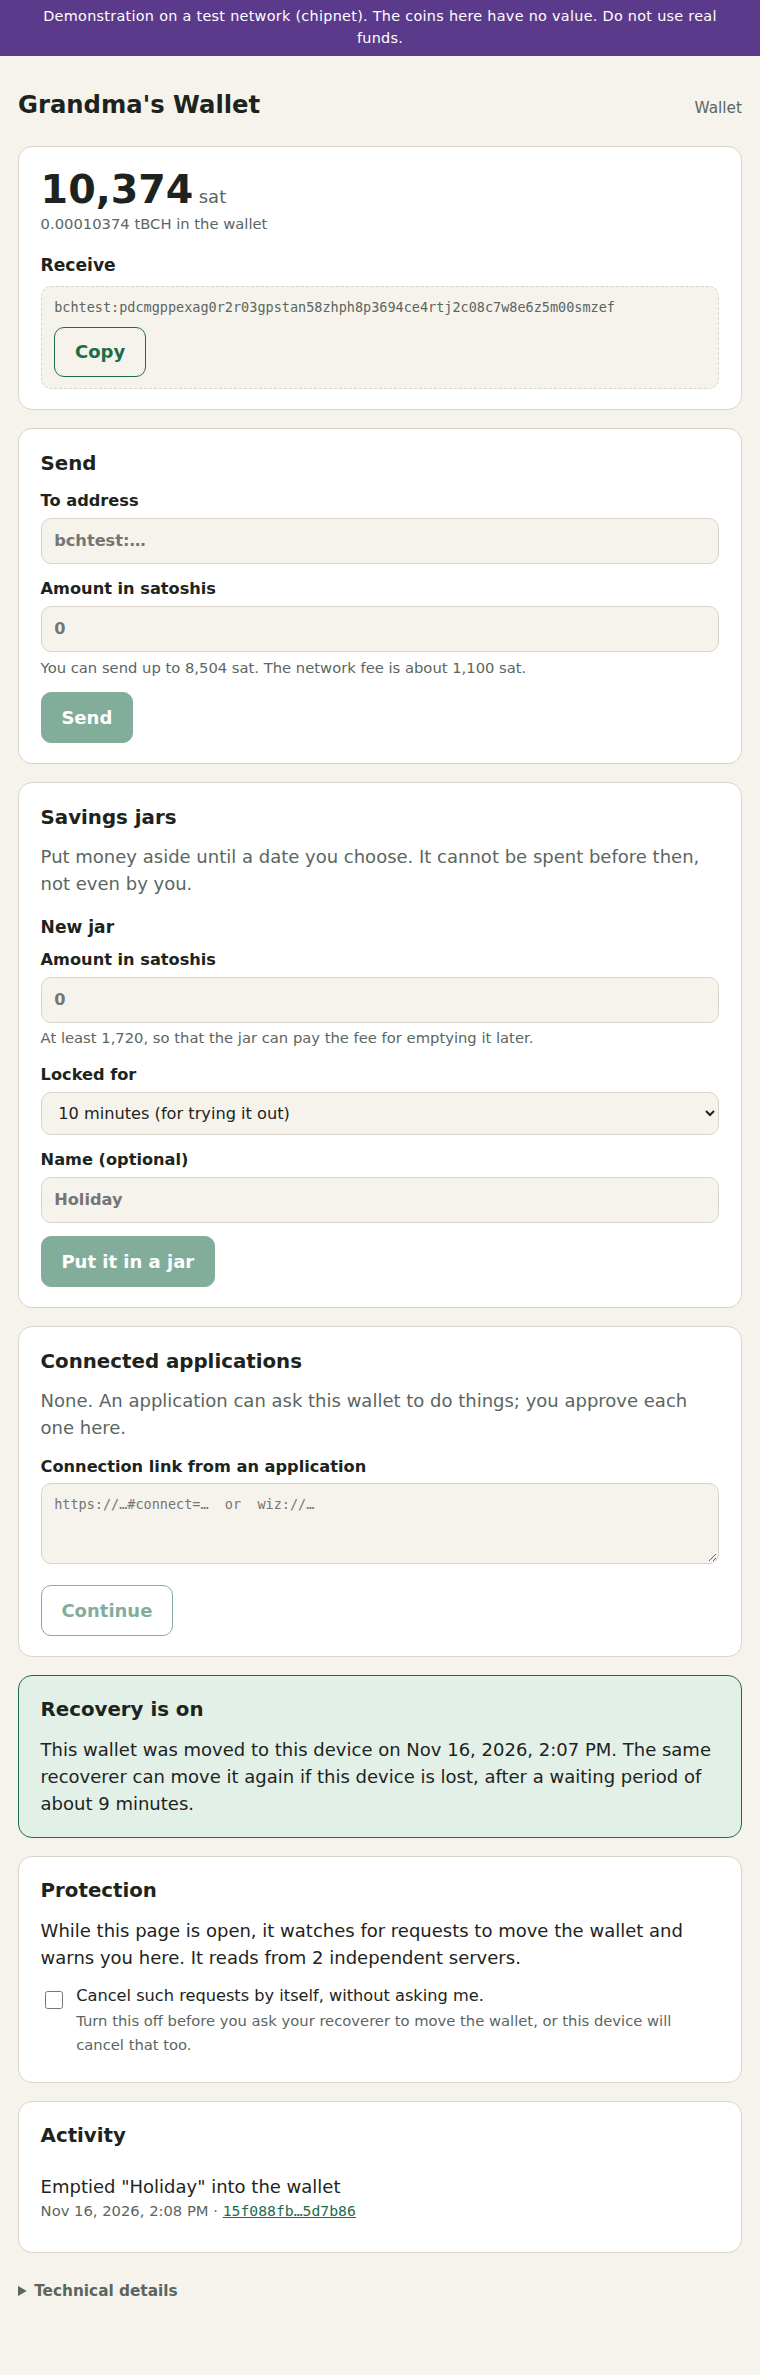 Demonstration on a test network (chipnet). The coins here have no value. Do not use real
funds.
Grandma's Wallet
Wallet
10,374 sat
0.00010374 tBCH in the wallet
Receive
bchtest:pdcmgppexag0r2r03gpstan58zhph8p3694ce4rtj2c08c7w8e6z5m00smzef
Copy
Send
To address
bchtest:…
Amount in satoshis
0
You can send up to 8,504 sat. The network fee is about 1,100 sat.
Send
Savings jars
Put money aside until a date you choose. It cannot be spent before then,
not even by you.
New jar
Amount in satoshis
0
At least 1,720, so that the jar can pay the fee for emptying it later.
Locked for
10 minutes (for trying it out)
Name (optional)
Holiday
Put it in a jar
Connected applications
None. An application can ask this wallet to do things; you approve each
one here.
Connection link from an application
https://…#connect=…  or  wiz://…
Continue
Recovery is on
This wallet was moved to this device on Nov 16, 2026, 2:07 PM. The same
recoverer can move it again if this device is lost, after a waiting period of
about 9 minutes.
Protection
While this page is open, it watches for requests to move the wallet and
warns you here. It reads from 2 independent servers.
Cancel such requests by itself, without asking me.
Turn this off before you ask your recoverer to move the wallet, or this device will
cancel that too.
Activity
Emptied "Holiday" into the wallet
Nov 16, 2026, 2:08 PM · 15f088fb…5d7b86
Technical details